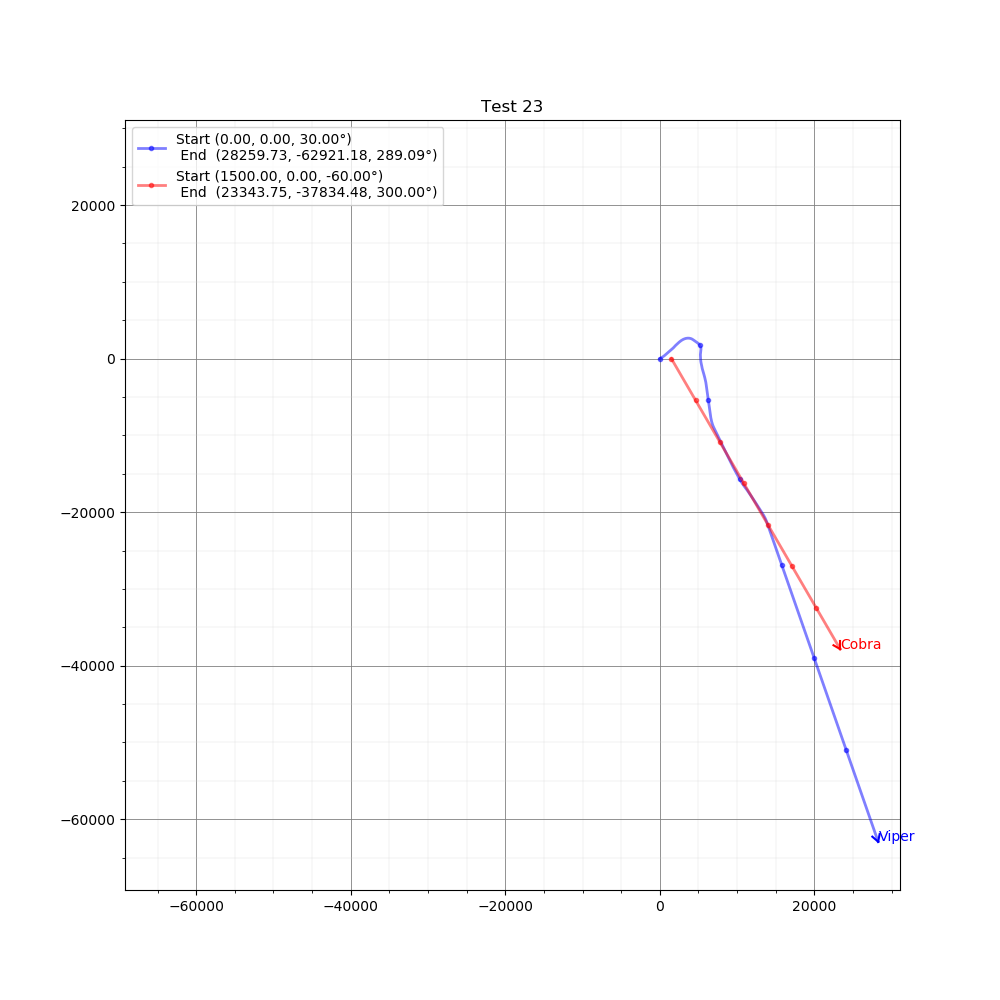 Test 23
Start (0.00, 0.00, 30.00°)
End  (28259.73, -62921.18, 289.09°)
Start (1500.00, 0.00, -60.00°)
End  (23343.75, -37834.48, 300.00°)
20000
0
−20000
−40000
−60000
Cobra
Viper
−60000
−40000
−20000
0
20000